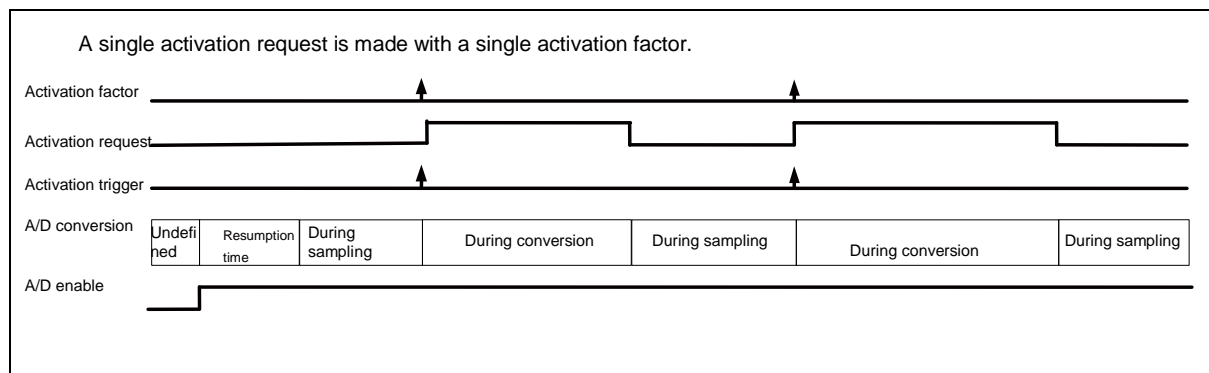 A single activation request is made with a single activation factor.
Activation factor
Activation request
Activation trigger
A/D conversion
Undefi
ned
Resumption
time
During
sampling
During conversion
During sampling
During conversion
During sampling
A/D enable